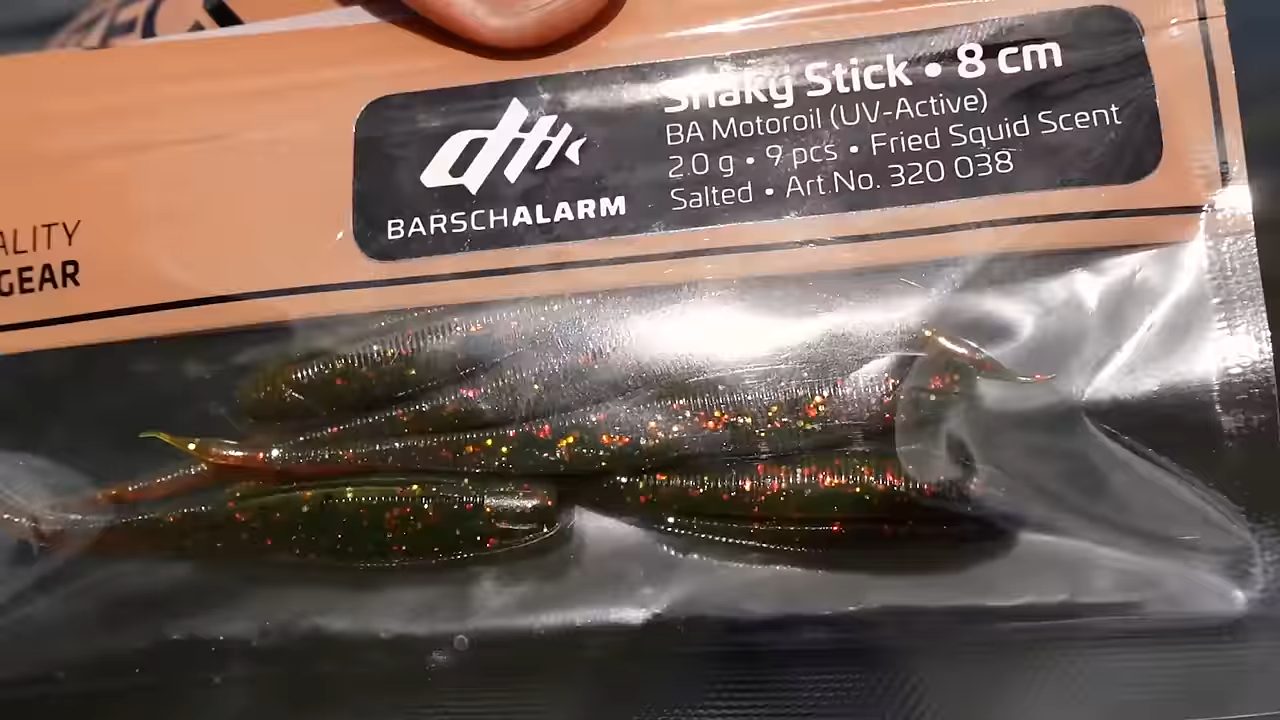 Shaky Stick • 8 cm
BA Motoroil (UV-Active)
2.0 g • 9 pcs • Fried Squid Scent
Salted • Art.No. 320 038
BARSCHALARM
ALITY
GEAR